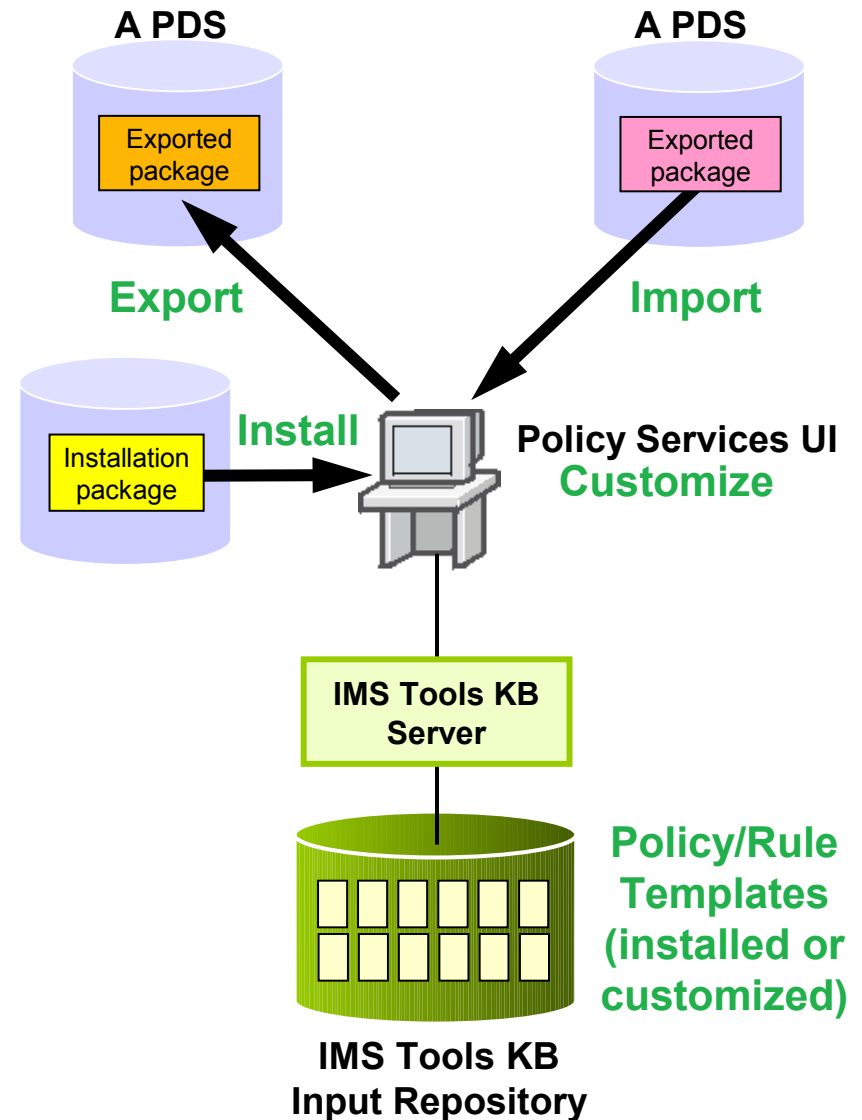 A PDS
A PDS
Exported
package
Exported
package
Export
Import
Install
Installation
package
Policy Services UI
Customize
IMS Tools KB
Server
Policy/Rule
Templates
(installed or
customized)
IMS Tools KB
Input Repository